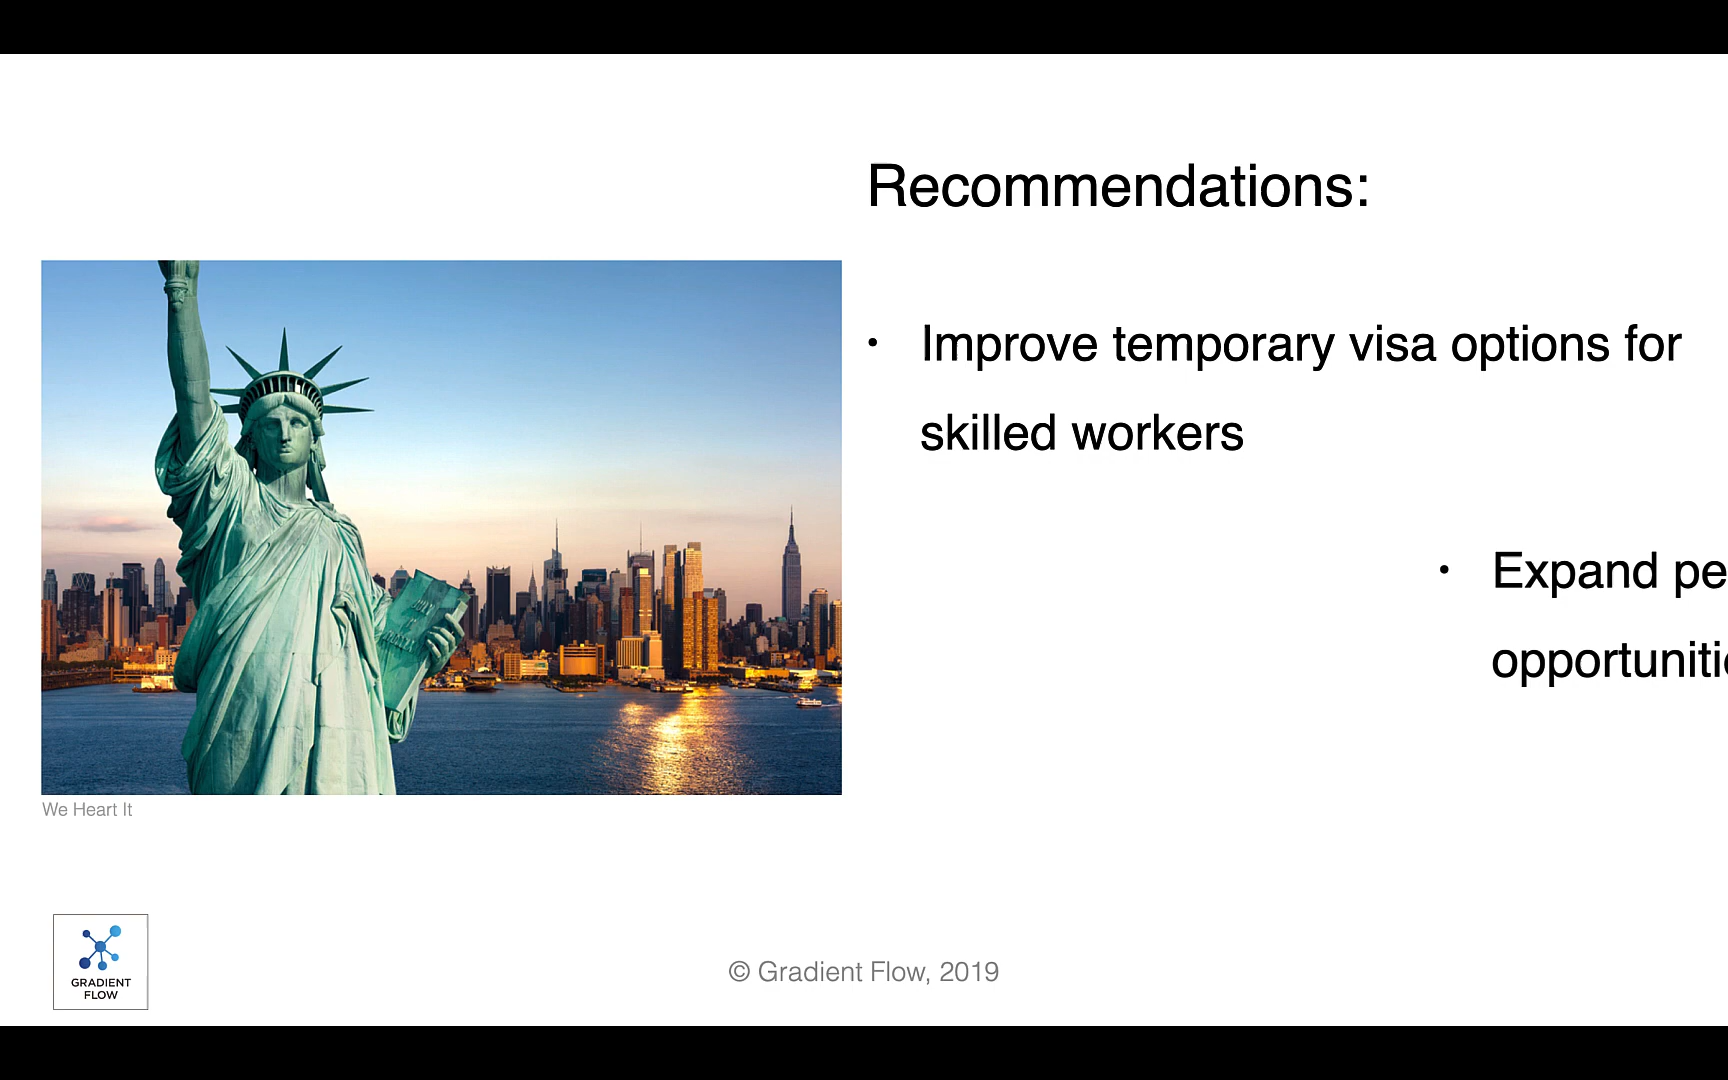 Recommendations:
• Improve temporary visa options for
skilled workers
• Expand
We Heart It
GRADIENT
FLOW
© Gradient Flow, 2019